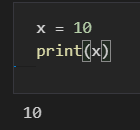 x = 10
print(x)
10